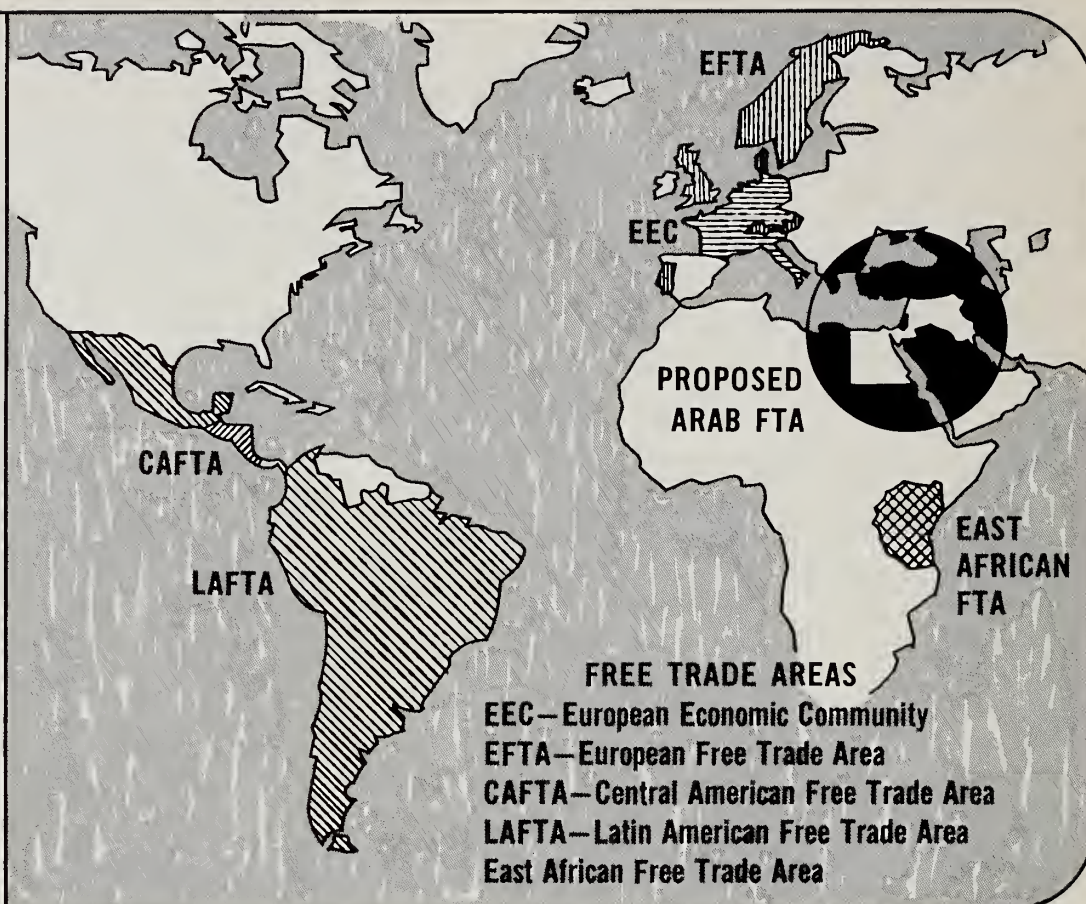 EFTA
EEC
PROPOSED
ARAB FTA
CAFTA
EAST
AFRICAN
FTA
LAFTA
FREE TRADE AREAS
EEC—European Economic Community
EFTA—European Free Trade Area
CAFTA—Central American Free Trade Area
LAFTA—Latin American Free Trade Area
East African Free Trade Area